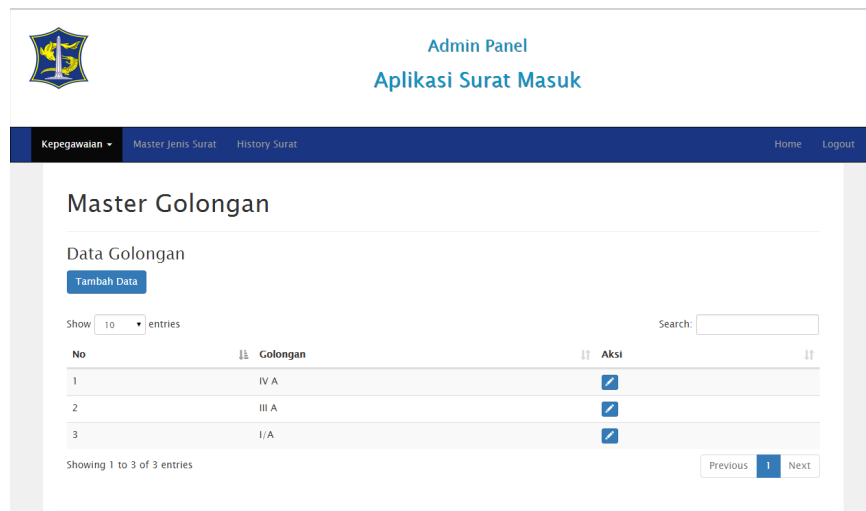 Admin Panel
Aplikasi Surat Masuk
Kepegawaian Master Jenis Surat History Surat Home Logout
Master Golongan
Data Golongan
Tambah Data
Show 10 entries Search:
No Golongan Aksi
1 IV A
2 III A
3 I/A
Showing 1 to 3 of 3 entries Previous 1 Next